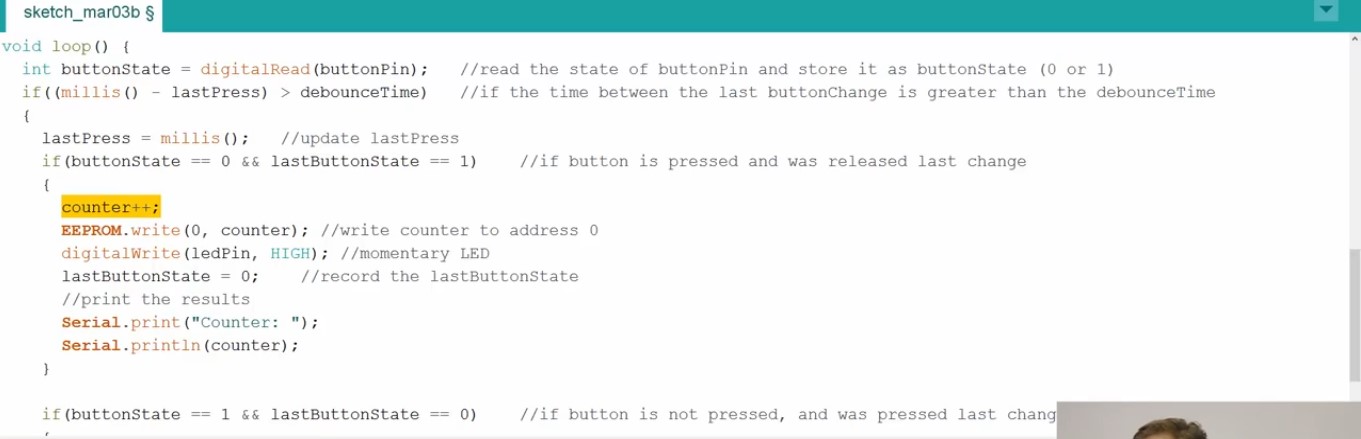 sketch_mar03b §
void loop() {
int buttonState = digitalRead(buttonPin); //read the state of buttonPin and store it as buttonState (0 or 1)
if((millis() - lastPress) > debounceTime) //if the time between the last buttonChange is greater than the debounceTime
{
lastPress = millis(); //update lastPress
if(buttonState == 0 && lastButtonState == 1) //if button is pressed and was released last change
{
counter++;
EEPROM.write(0, counter); //write counter to address 0
digitalWrite(ledPin, HIGH); //momentary LED
lastButtonState = 0; //record the lastButtonState
//print the results
Serial.print("Counter: ");
Serial.println(counter);
}
if(buttonState == 1 && lastButtonState == 0) //if button is not pressed, and was pressed last chang